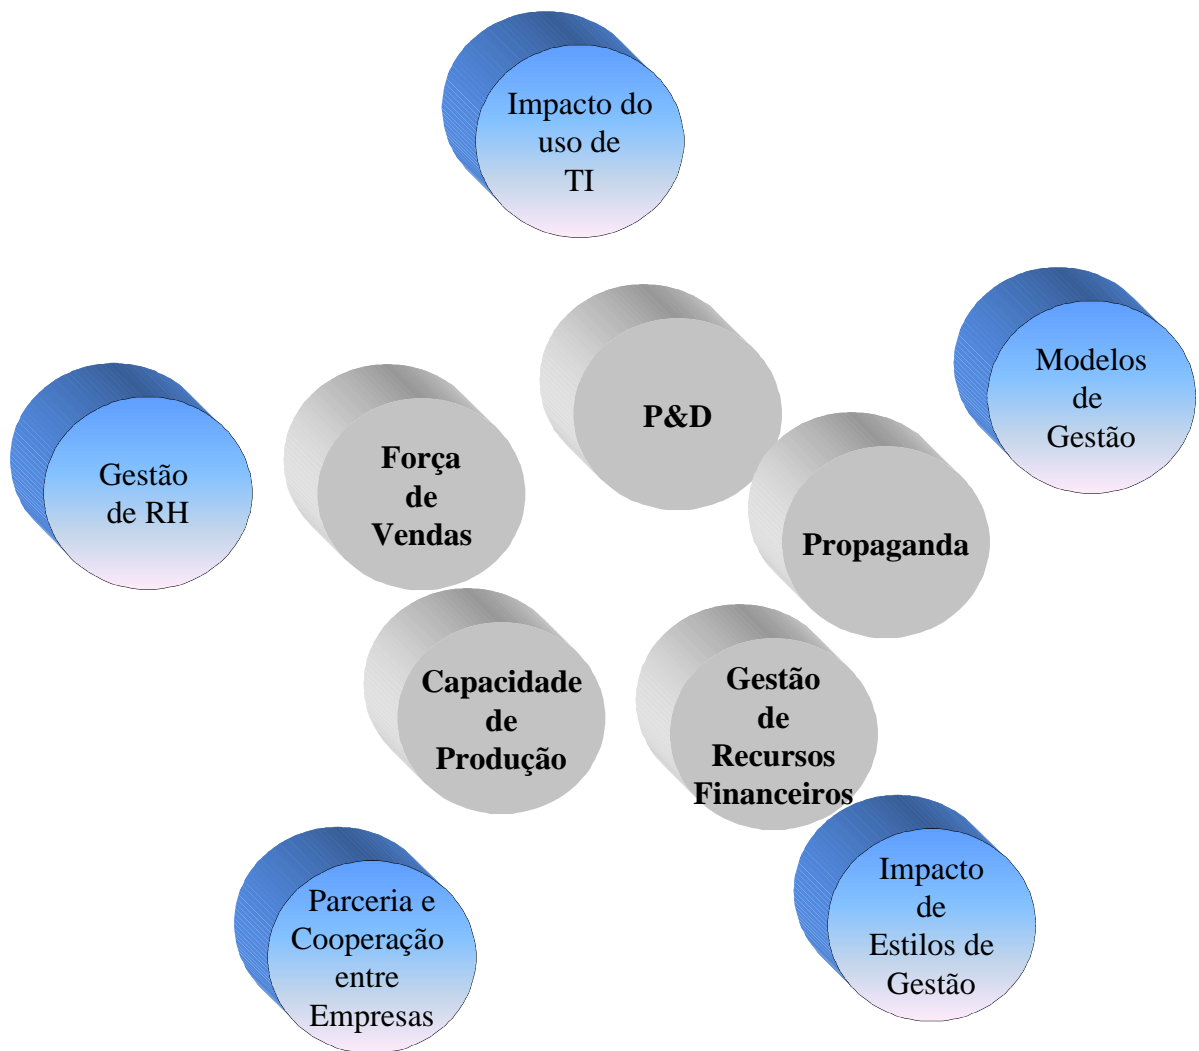 Impacto do
uso de
TI
Modelos
de
Gestão
P&D
Força
de
Vendas
Gestão
de RH
Propaganda
Capacidade
de
Produção
Gestão
de
Recursos
Financeiros
Parceria e
Cooperação
entre
Empresas
Impacto
de
Estilos de
Gestão